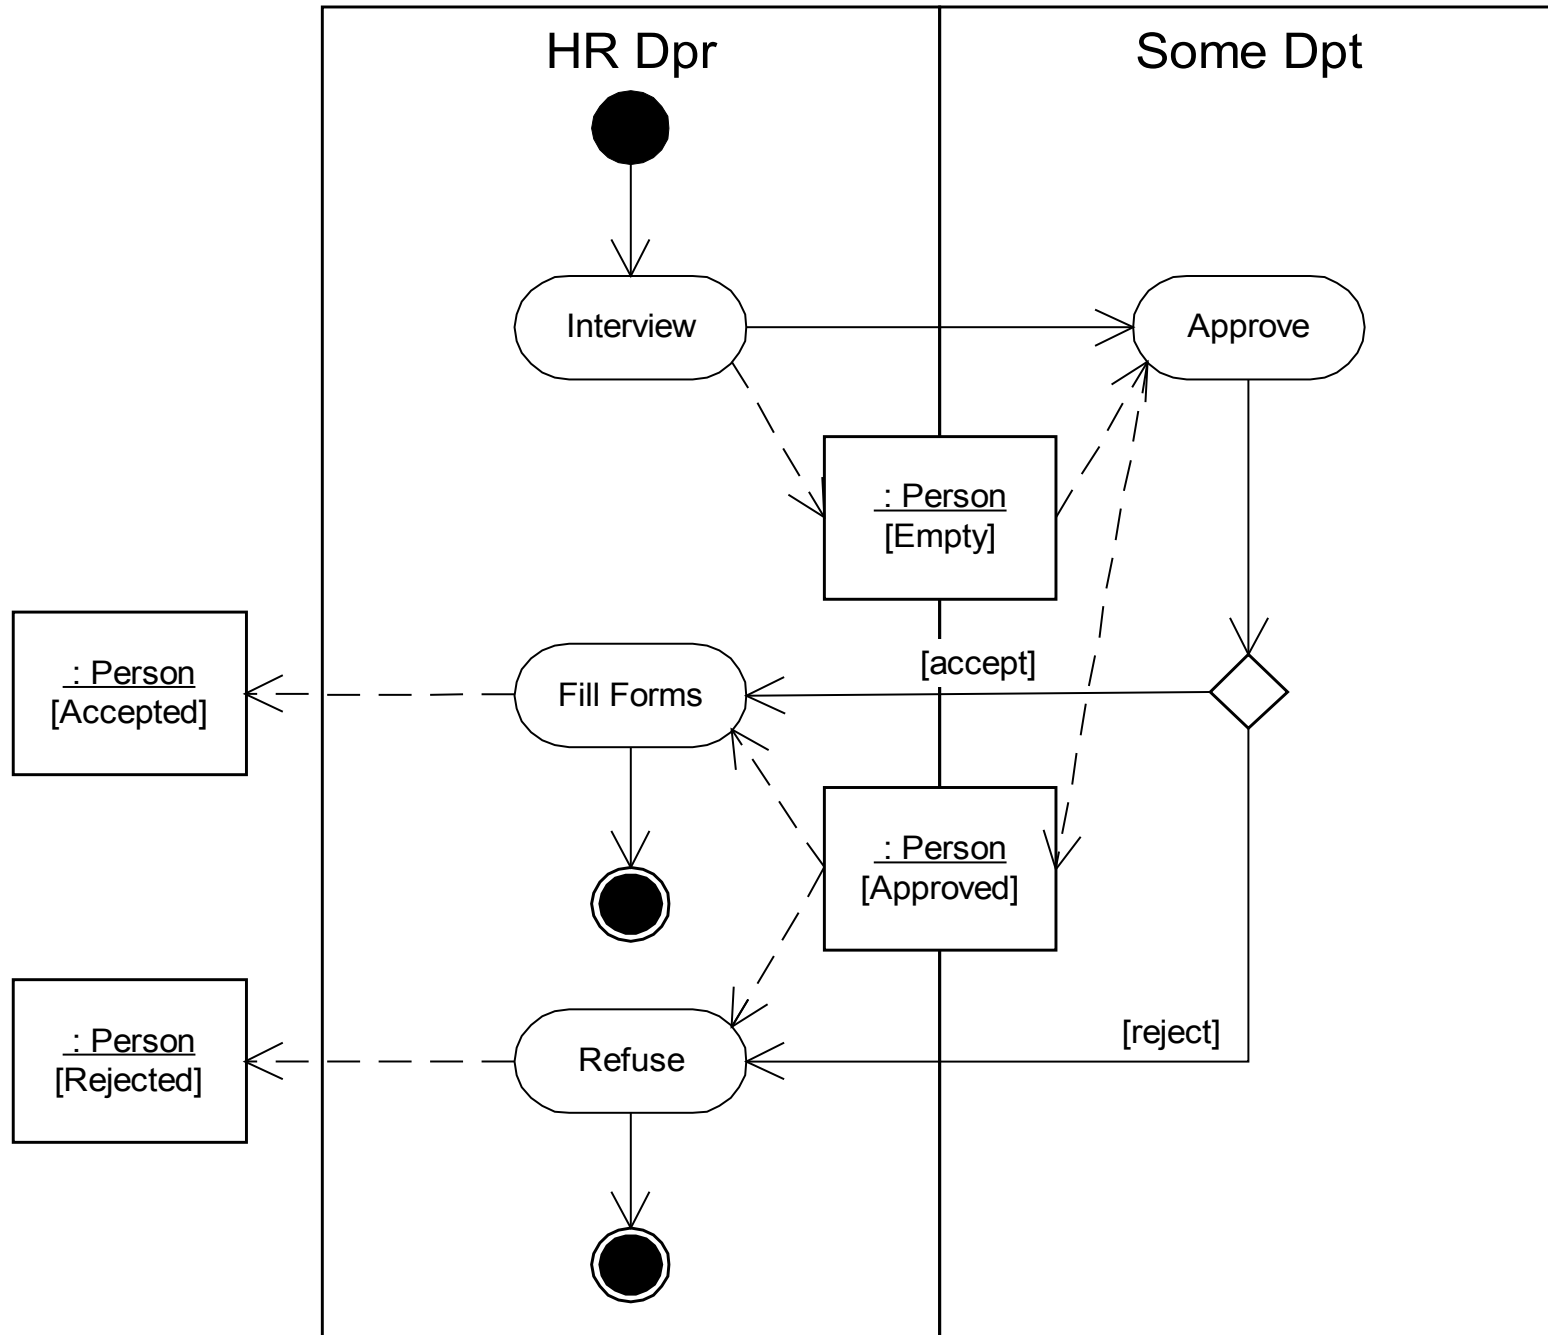 HR Dpr
Some Dpt
Interview
Approve
: Person
[Empty]
[accept]
: Person
[Accepted]
Fill Forms
: Person
[Approved]
[reject]
: Person
[Rejected]
Refuse